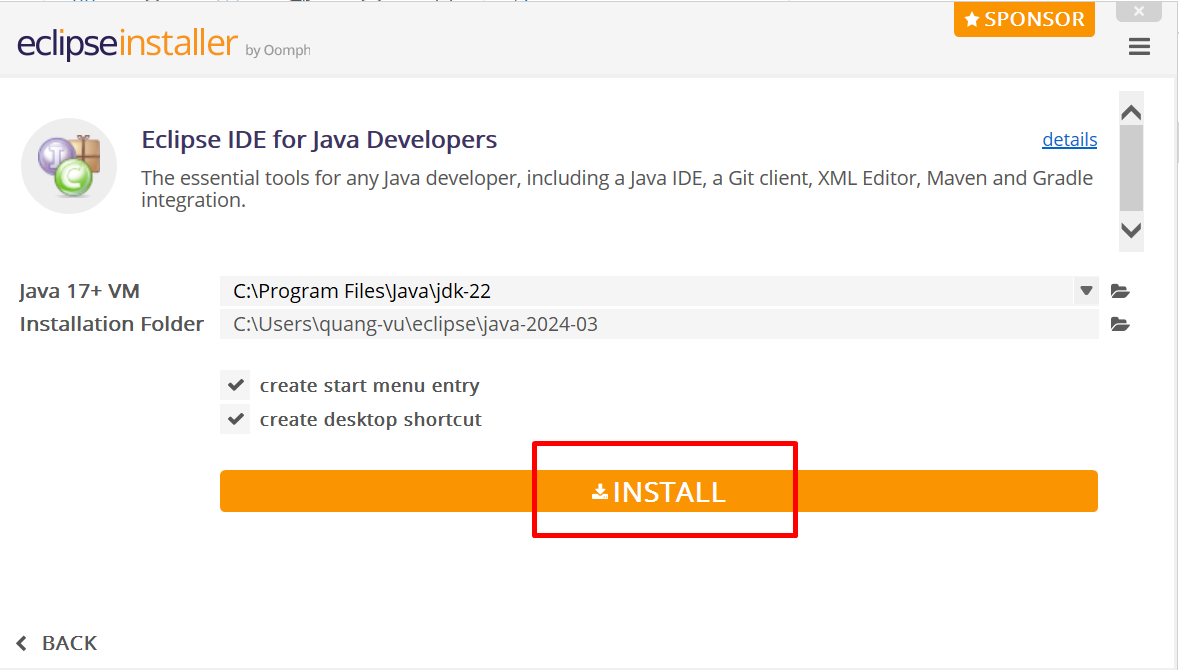 SPONSOR
eclipseinstaller by Oomph
Eclipse IDE for Java Developers
details
The essential tools for any Java developer, including a Java IDE, a Git client, XML Editor, Maven and Gradle
integration.
Java 17+ VM
C:\Program Files\Java\jdk-22
Installation Folder
C:\Users\quang-vu\eclipse\java-2024-03
create start menu entry
create desktop shortcut
INSTALL
BACK